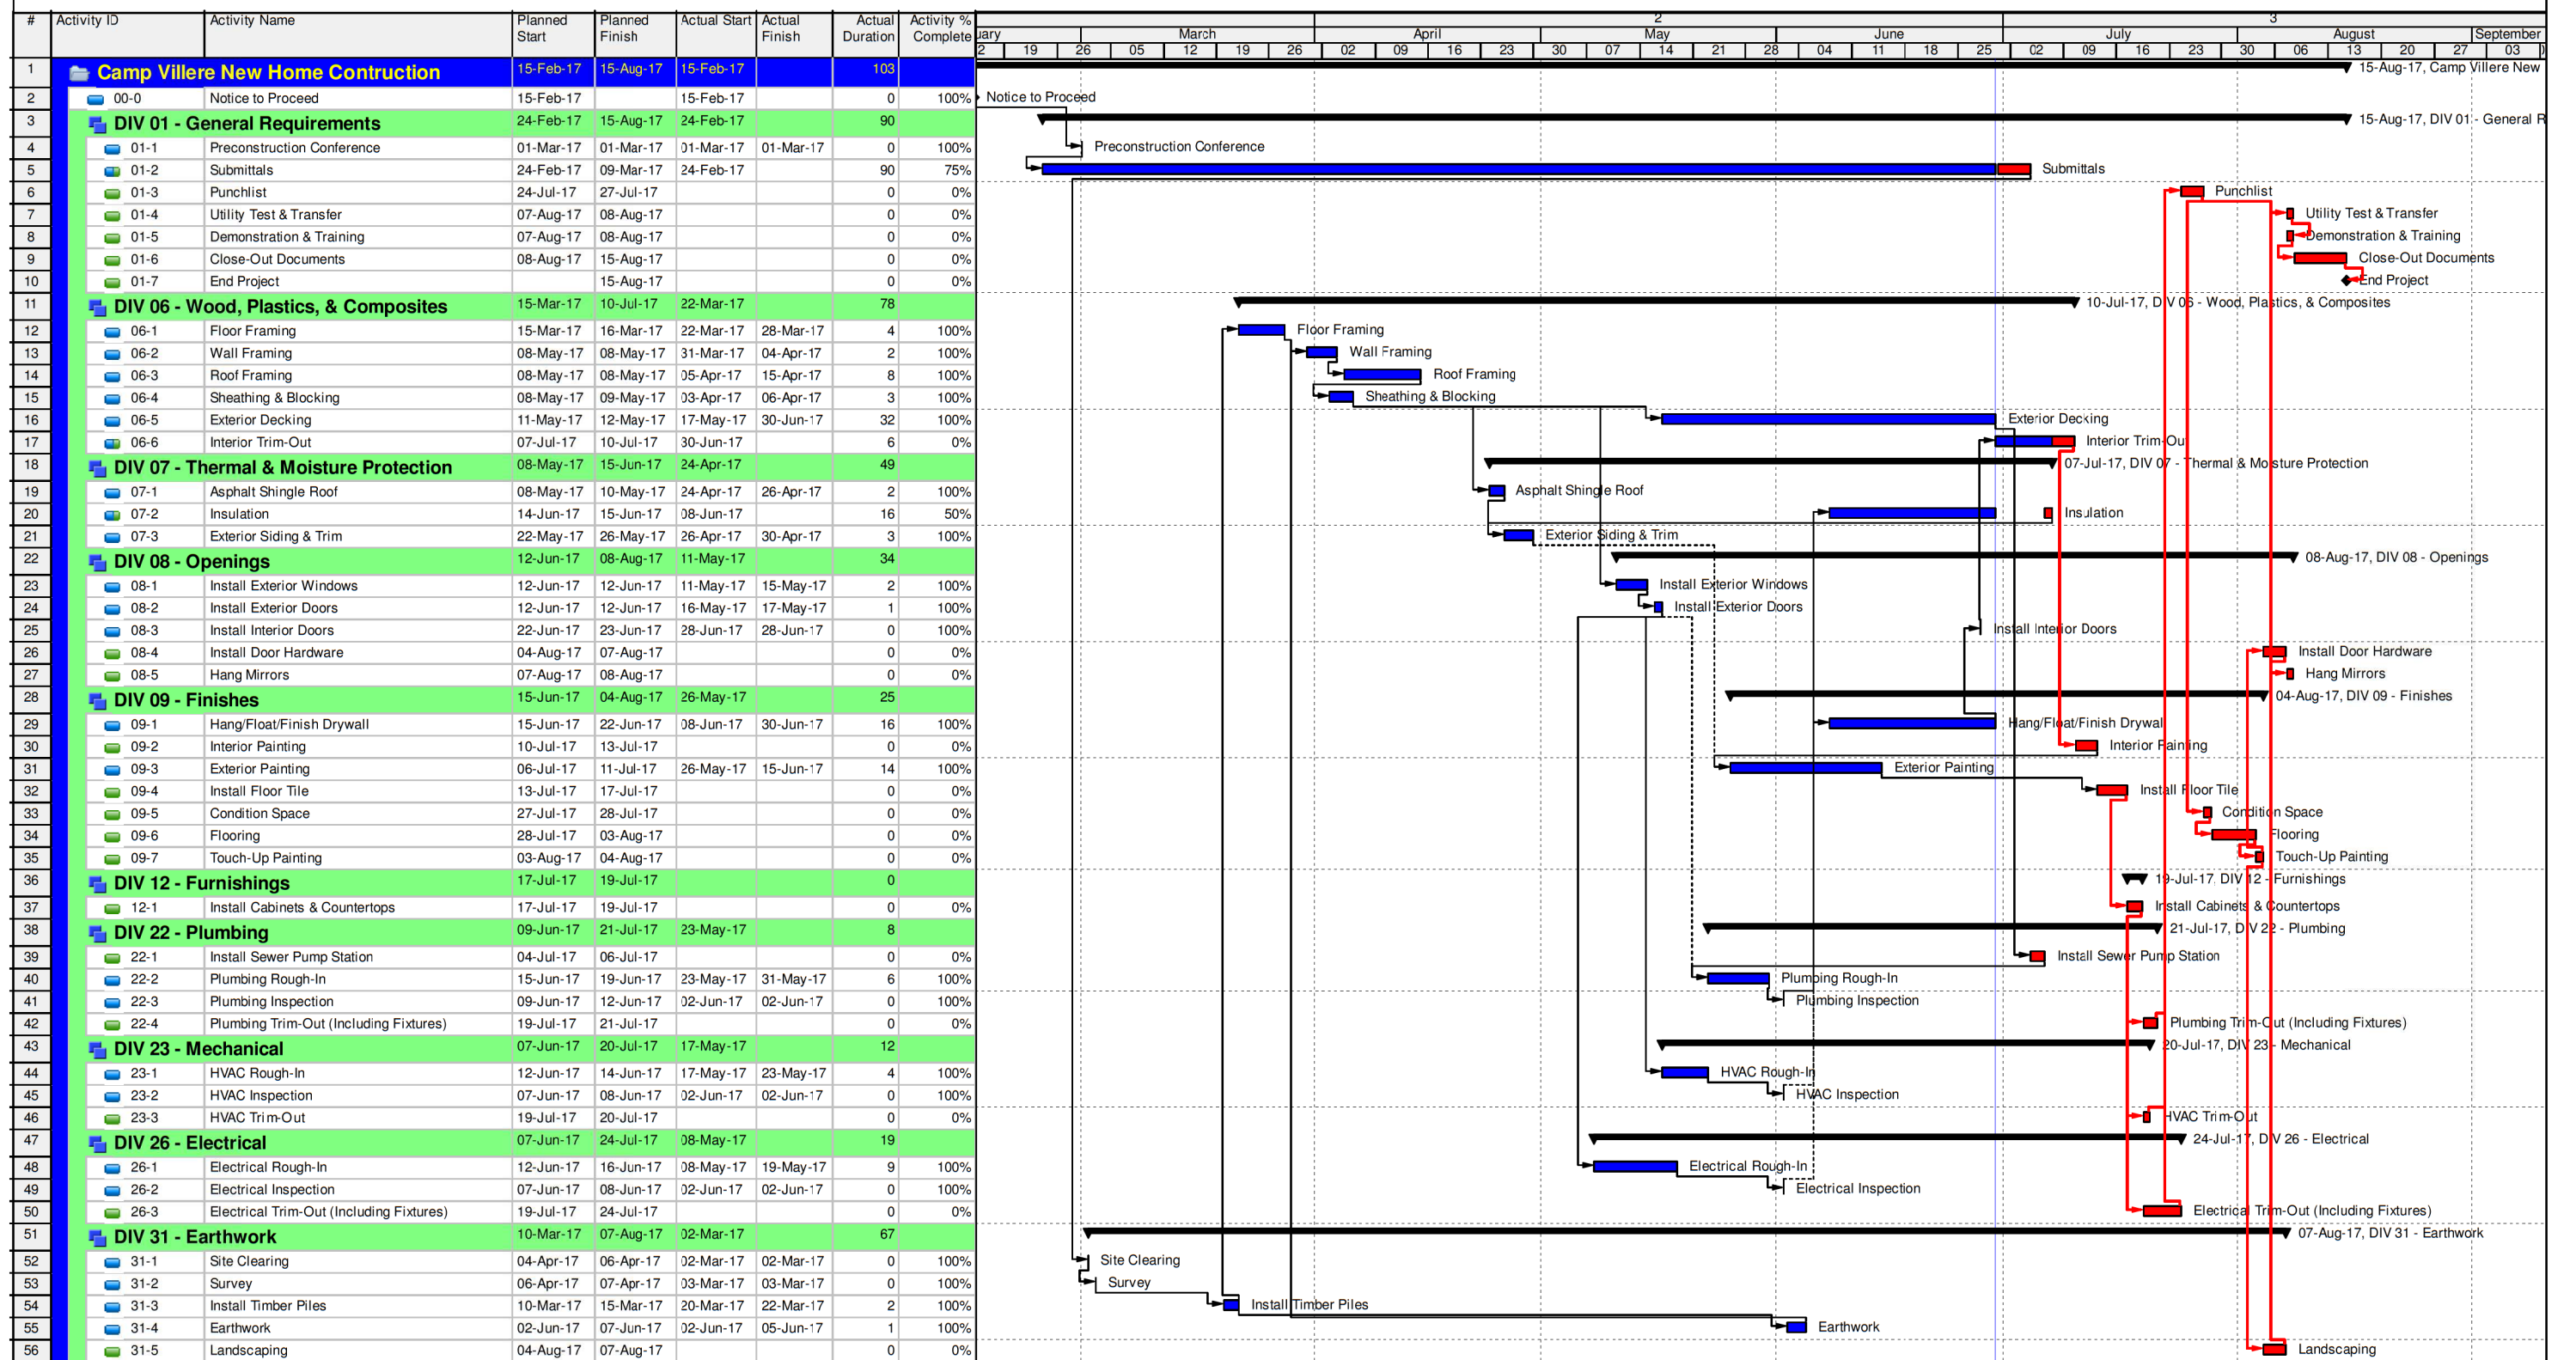 # Activity ID Activity Name Planned Start Planned Finish Actual Start Actual Finish Actual Duration Activity % Complete
2 3
uary March April May June July August September
2 19 26 05 12 19 26 02 09 16 23 30 07 14 21 28 04 11 18 25 02 09 16 23 30 06 13 20 27 03
1 Camp Villere New Home Contruction 15-Feb-17 15-Aug-17 15-Feb-17 103 15-Aug-17, Camp Villere New
2 00-0 Notice to Proceed 15-Feb-17 15-Feb-17 0 100% Notice to Proceed
3 DIV 01 - General Requirements 24-Feb-17 15-Aug-17 24-Feb-17 90 15-Aug-17, DIV 01 - General R
4 01-1 Preconstruction Conference 01-Mar-17 01-Mar-17 01-Mar-17 01-Mar-17 0 100% Preconstruction Conference
5 01-2 Submittals 24-Feb-17 09-Mar-17 24-Feb-17 90 75% Submittals
6 01-3 Punchlist 24-Jul-17 27-Jul-17 0 0% Punchlist
7 01-4 Utility Test & Transfer 07-Aug-17 08-Aug-17 0 0% Utility Test & Transfer
8 01-5 Demonstration & Training 07-Aug-17 08-Aug-17 0 0% Demonstration & Training
9 01-6 Close-Out Documents 08-Aug-17 15-Aug-17 0 0% Close-Out Documents
10 01-7 End Project 15-Aug-17 0 0% End Project
11 DIV 06 - Wood, Plastics, & Composites 15-Mar-17 10-Jul-17 22-Mar-17 78 10-Jul-17, DIV 06 - Wood, Plastics, & Composites
12 06-1 Floor Framing 15-Mar-17 16-Mar-17 22-Mar-17 28-Mar-17 4 100% Floor Framing
13 06-2 Wall Framing 08-May-17 08-May-17 31-Mar-17 04-Apr-17 2 100% Wall Framing
14 06-3 Roof Framing 08-May-17 08-May-17 05-Apr-17 15-Apr-17 8 100% Roof Framing
15 06-4 Sheathing & Blocking 08-May-17 09-May-17 03-Apr-17 06-Apr-17 3 100% Sheathing & Blocking
16 06-5 Exterior Decking 11-May-17 12-May-17 17-May-17 30-Jun-17 32 100% Exterior Decking
17 06-6 Interior Trim-Out 07-Jul-17 10-Jul-17 30-Jun-17 6 0% Interior Trim-Out
18 DIV 07 - Thermal & Moisture Protection 08-May-17 15-Jun-17 24-Apr-17 49 07-Jul-17, DIV 07 - Thermal & Moisture Protection
19 07-1 Asphalt Shingle Roof 08-May-17 10-May-17 24-Apr-17 26-Apr-17 2 100% Asphalt Shingle Roof
20 07-2 Insulation 14-Jun-17 15-Jun-17 08-Jun-17 16 50% Insulation
21 07-3 Exterior Siding & Trim 22-May-17 26-May-17 26-Apr-17 30-Apr-17 3 100% Exterior Siding & Trim
22 DIV 08 - Openings 12-Jun-17 08-Aug-17 11-May-17 34 08-Aug-17, DIV 08 - Openings
23 08-1 Install Exterior Windows 12-Jun-17 12-Jun-17 11-May-17 15-May-17 2 100% Install Exterior Windows
24 08-2 Install Exterior Doors 12-Jun-17 12-Jun-17 16-May-17 17-May-17 1 100% Install Exterior Doors
25 08-3 Install Interior Doors 22-Jun-17 23-Jun-17 28-Jun-17 28-Jun-17 0 100% Install Interior Doors
26 08-4 Install Door Hardware 04-Aug-17 07-Aug-17 0 0% Install Door Hardware
27 08-5 Hang Mirrors 07-Aug-17 08-Aug-17 0 0% Hang Mirrors
28 DIV 09 - Finishes 15-Jun-17 04-Aug-17 26-May-17 25 04-Aug-17, DIV 09 - Finishes
29 09-1 Hang/Float/Finish Drywall 15-Jun-17 22-Jun-17 08-Jun-17 30-Jun-17 16 100% Hang/Float/Finish Drywall
30 09-2 Interior Painting 10-Jul-17 13-Jul-17 0 0% Interior Painting
31 09-3 Exterior Painting 06-Jul-17 11-Jul-17 26-May-17 15-Jun-17 14 100% Exterior Painting
32 09-4 Install Floor Tile 13-Jul-17 17-Jul-17 0 0% Install Floor Tile
33 09-5 Condition Space 27-Jul-17 28-Jul-17 0 0% Condition Space
34 09-6 Flooring 28-Jul-17 03-Aug-17 0 0% Flooring
35 09-7 Touch-Up Painting 03-Aug-17 04-Aug-17 0 0% Touch-Up Painting
36 DIV 12 - Furnishings 17-Jul-17 19-Jul-17 0 19-Jul-17, DIV 12 - Furnishings
37 12-1 Install Cabinets & Countertops 17-Jul-17 19-Jul-17 0 0% Install Cabinets & Countertops
38 DIV 22 - Plumbing 09-Jun-17 21-Jul-17 23-May-17 8 21-Jul-17, DIV 22 - Plumbing
39 22-1 Install Sewer Pump Station 04-Jul-17 06-Jul-17 0 0% Install Sewer Pump Station
40 22-2 Plumbing Rough-In 15-Jun-17 19-Jun-17 23-May-17 31-May-17 6 100% Plumbing Rough-In
41 22-3 Plumbing Inspection 09-Jun-17 12-Jun-17 02-Jun-17 02-Jun-17 0 100% Plumbing Inspection
42 22-4 Plumbing Trim-Out (Including Fixtures) 19-Jul-17 21-Jul-17 0 0% Plumbing Trim-Out (Including Fixtures)
43 DIV 23 - Mechanical 07-Jun-17 20-Jul-17 17-May-17 12 20-Jul-17, DIV 23 - Mechanical
44 23-1 HVAC Rough-In 12-Jun-17 14-Jun-17 17-May-17 23-May-17 4 100% HVAC Rough-In
45 23-2 HVAC Inspection 07-Jun-17 08-Jun-17 02-Jun-17 02-Jun-17 0 100% HVAC Inspection
46 23-3 HVAC Trim-Out 19-Jul-17 20-Jul-17 0 0% HVAC Trim-Out
47 DIV 26 - Electrical 07-Jun-17 24-Jul-17 08-May-17 19 24-Jul-17, DIV 26 - Electrical
48 26-1 Electrical Rough-In 12-Jun-17 16-Jun-17 08-May-17 19-May-17 9 100% Electrical Rough-In
49 26-2 Electrical Inspection 07-Jun-17 08-Jun-17 02-Jun-17 02-Jun-17 0 100% Electrical Inspection
50 26-3 Electrical Trim-Out (Including Fixtures) 19-Jul-17 24-Jul-17 0 0% Electrical Trim-Out (Including Fixtures)
51 DIV 31 - Earthwork 10-Mar-17 07-Aug-17 02-Mar-17 67 07-Aug-17, DIV 31 - Earthwork
52 31-1 Site Clearing 04-Apr-17 06-Apr-17 02-Mar-17 02-Mar-17 0 100% Site Clearing
53 31-2 Survey 06-Apr-17 07-Apr-17 03-Mar-17 03-Mar-17 0 100% Survey
54 31-3 Install Timber Piles 10-Mar-17 15-Mar-17 20-Mar-17 22-Mar-17 2 100% Install Timber Piles
55 31-4 Earthwork 02-Jun-17 07-Jun-17 02-Jun-17 05-Jun-17 1 100% Earthwork
56 31-5 Landscaping 04-Aug-17 07-Aug-17 0 0% Landscaping